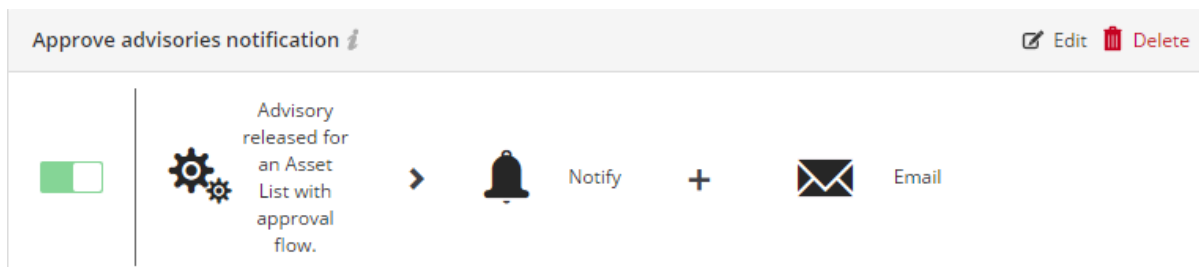 Approve advisories notification i
Edit Delete
Advisory
released for
an Asset
List with
approval
flow.
Notify
Email